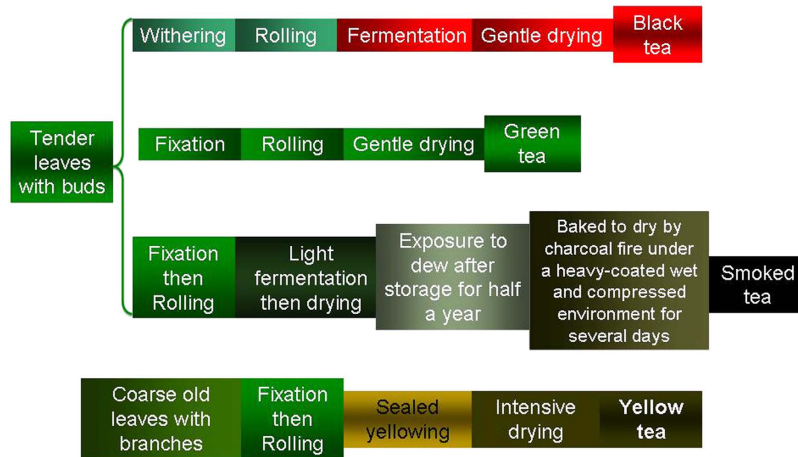 Tender
leaves
with buds
Withering
Rolling
Fermentation
Gentle drying
Black
tea
Fixation
Rolling
Gentle drying
Green
tea
Fixation
then
Rolling
Light
fermentation
then drying
Exposure to
dew after
storage for half
a year
Baked to dry by
charcoal fire under
a heavy-coated wet
and compressed
environment for
several days
Smoked
tea
Coarse old
leaves with
branches
Fixation
then
Rolling
Sealed
yellowing
Intensive
drying
Yellow
tea